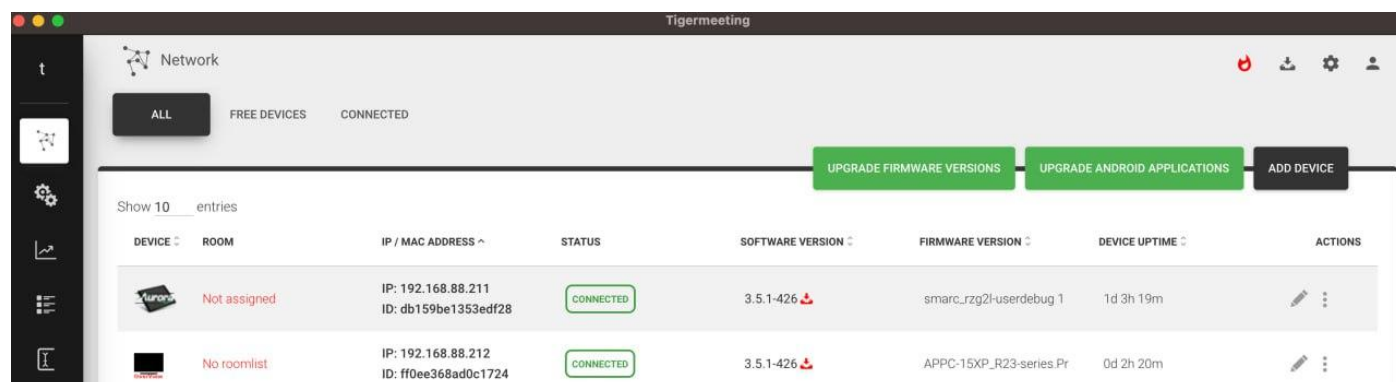 Tigermeeting
t
Network
ALL FREE DEVICES CONNECTED
UPGRADE FIRMWARE VERSIONS UPGRADE ANDROID APPLICATIONS ADD DEVICE
Show 10 entries
DEVICE ROOM IP / MAC ADDRESS STATUS SOFTWARE VERSION FIRMWARE VERSION DEVICE UPTIME ACTIONS
Aurora Not assigned IP: 192.168.88.211 CONNECTED 3.5.1-426 smarc_rzg2l-userdebug 1 1d 3h 19m
ID: db159be1353edf28
No roomlist IP: 192.168.88.212 CONNECTED 3.5.1-426 APPC-15XP_R23-series.Pr 0d 2h 20m
ID: ff0ee368ad0c1724